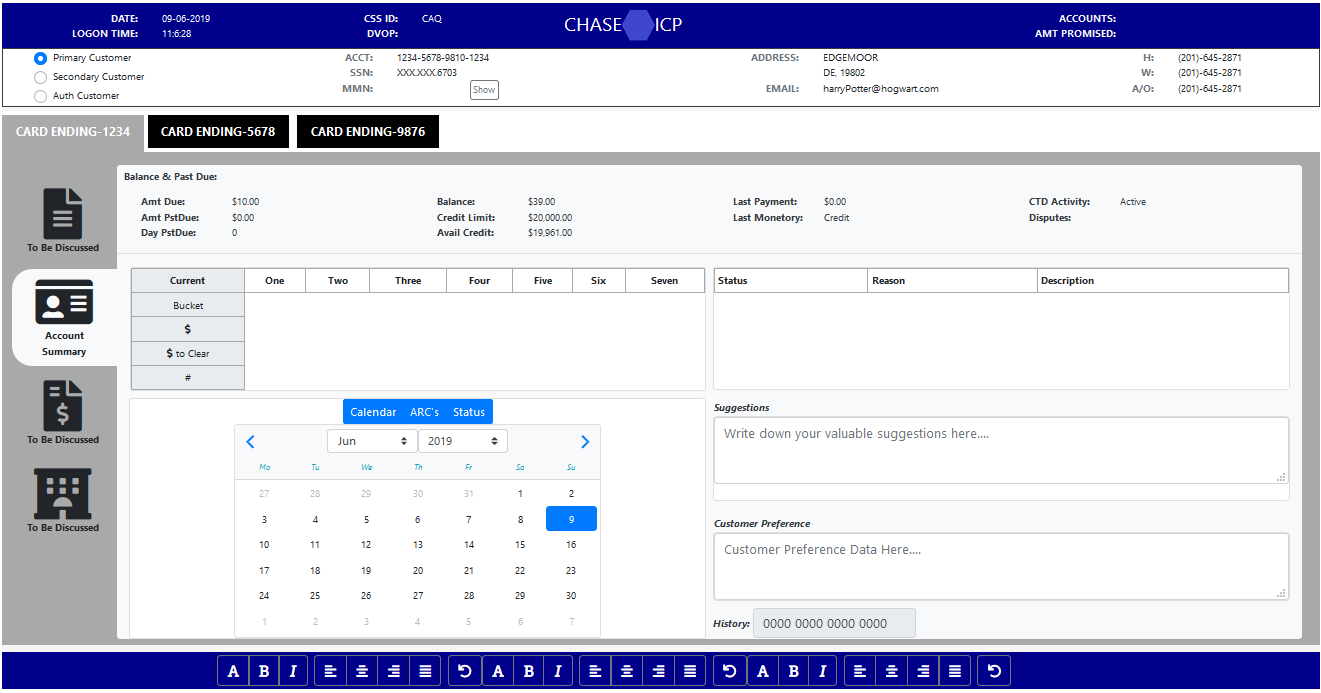 DATE: 09-06-2019 CSS ID: CAQ CHASE ICP ACCOUNTS:
LOGON TIME: 11:6:28 DVOP: AMT PROMISED:
Primary Customer ACCT: 1234-5678-9810-1234 ADDRESS: EDGEMOOR H: (201)-645-2871
Secondary Customer SSN: XXX.XXX.6703 DE, 19802 W: (201)-645-2871
Auth Customer MMN: Show EMAIL: harryPotter@hogwart.com A/O: (201)-645-2871
CARD ENDING-1234 CARD ENDING-5678 CARD ENDING-9876
Balance & Past Due:
Amt Due: $10.00 Balance: $39.00 Last Payment: $0.00 CTD Activity: Active
Amt PstDue: $0.00 Credit Limit: $20,000.00 Last Monetory: Credit Disputes:
Day PstDue: 0 Avail Credit: $19,961.00
To Be Discussed
Account
Summary
To Be Discussed
To Be Discussed
Current One Two Three Four Five Six Seven
Bucket
$
$ to Clear
#
Status Reason Description
Calendar ARC's Status
Jun 2019
Mo Tu We Th Fr Sa Su
27 28 29 30 31 1 2
3 4 5 6 7 8 9
10 11 12 13 14 15 16
17 18 19 20 21 22 23
24 25 26 27 28 29 30
1 2 3 4 5 6 7
Suggestions
Write down your valuable suggestions here....
Customer Preference
Customer Preference Data Here....
History: 0000 0000 0000 0000
A B I A B I A B I